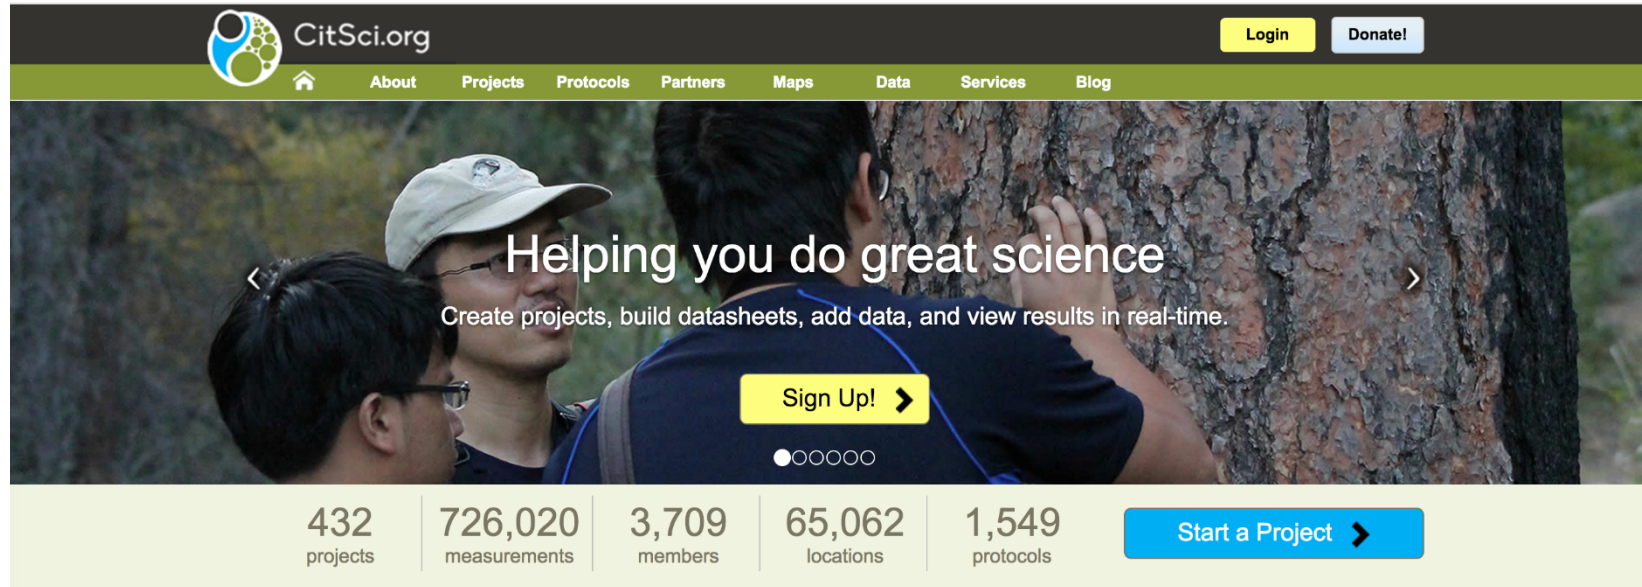 CitSci.org
Login
Donate!
About Projects Protocols Partners Maps Data Services Blog
Helping you do great science
Create projects, build datasheets, add data, and view results in real-time.
Sign Up!
432 726,020 3,709 65,062 1,549
projects measurements members locations protocols
Start a Project